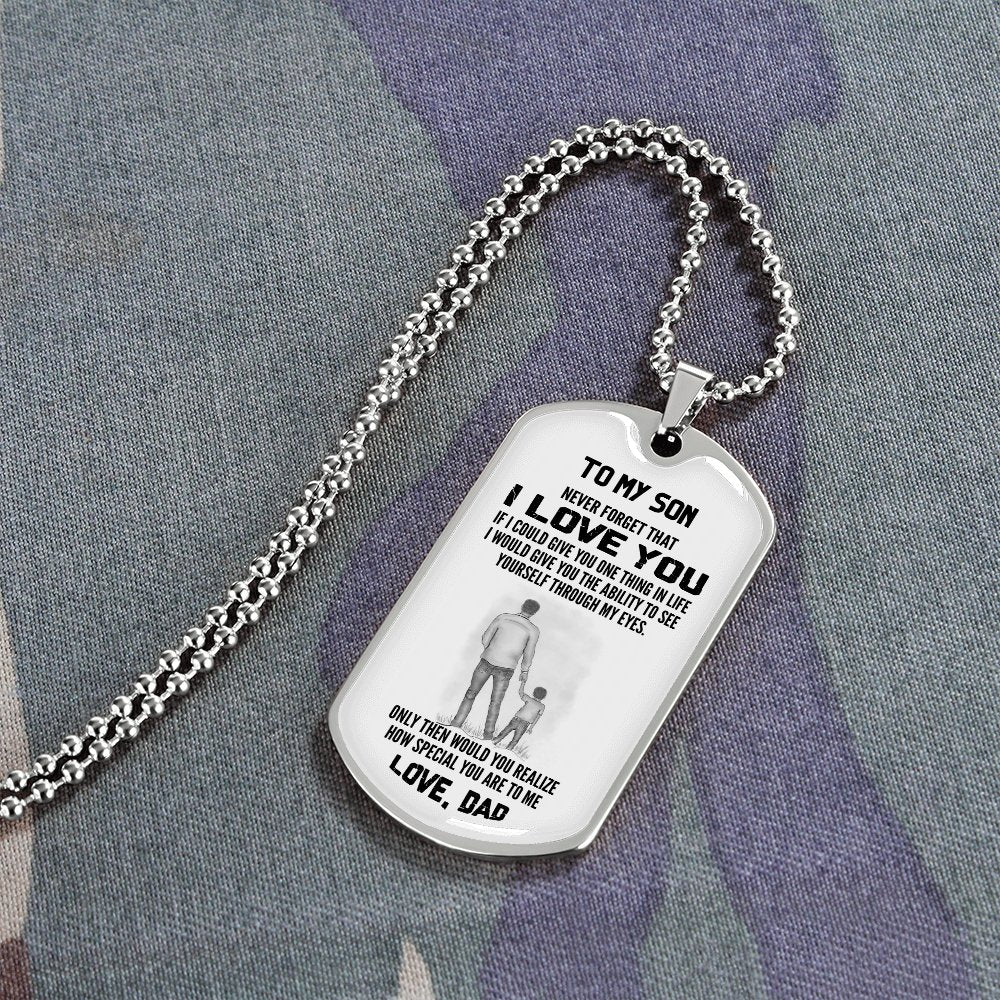 TO MY SON
NEVER FORGET THAT
I LOVE YOU
IF I COULD GIVE YOU ONE THING IN LIFE
I WOULD GIVE YOU THE ABILITY TO SEE
YOURSELF THROUGH MY EYES.
ONLY THEN WOULD YOU REALIZE
HOW SPECIAL YOU ARE TO ME
LOVE, DAD